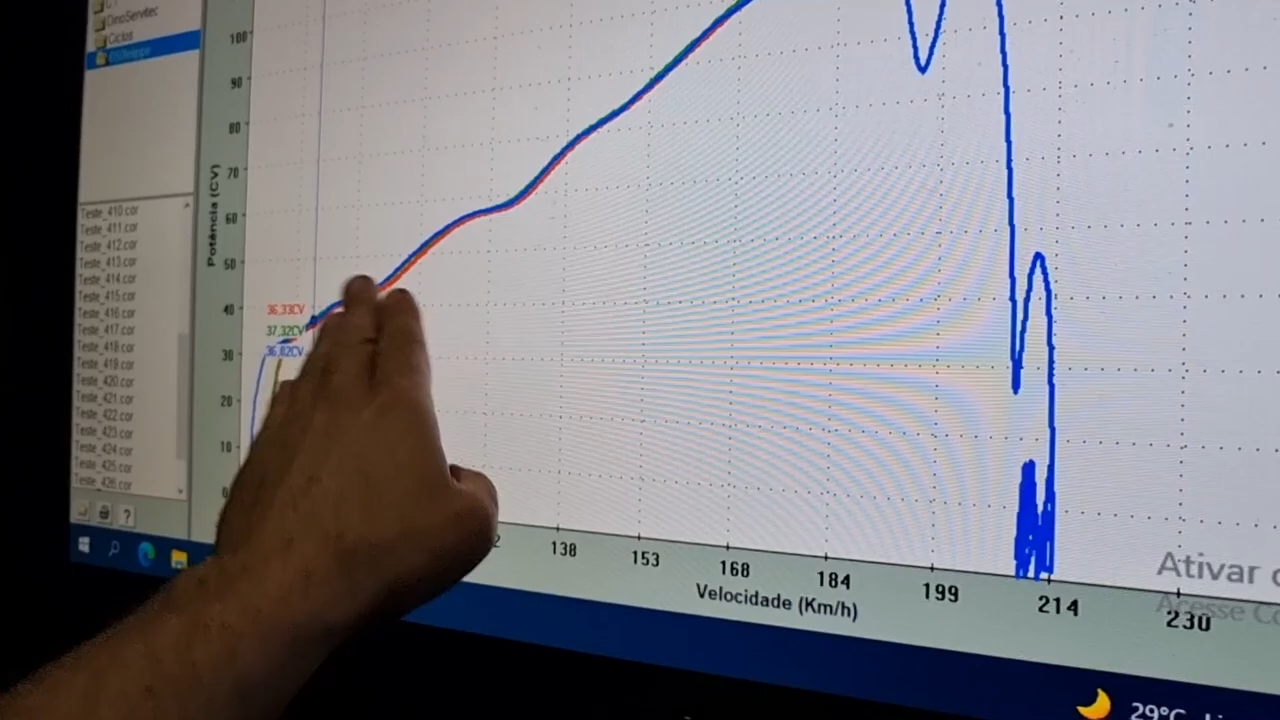 DinoServitec
Ciclos
Teste_410.cor
Teste_411.cor
Teste_412.cor
Teste_413.cor
Teste_414.cor
Teste_415.cor
Teste_416.cor
Teste_417.cor
Teste_418.cor
Teste_419.cor
Teste_420.cor
Teste_421.cor
Teste_422.cor
Teste_423.cor
Teste_424.cor
Teste_425.cor
Teste_426.cor
?
Potência (CV)
100
90
80
70
60
50
40
30
20
10
0
36,33CV
37,32CV
36,82CV
2 138 153 168 184 199 214 230
Velocidade (Km/h)
Ativar
Acesse
29°C